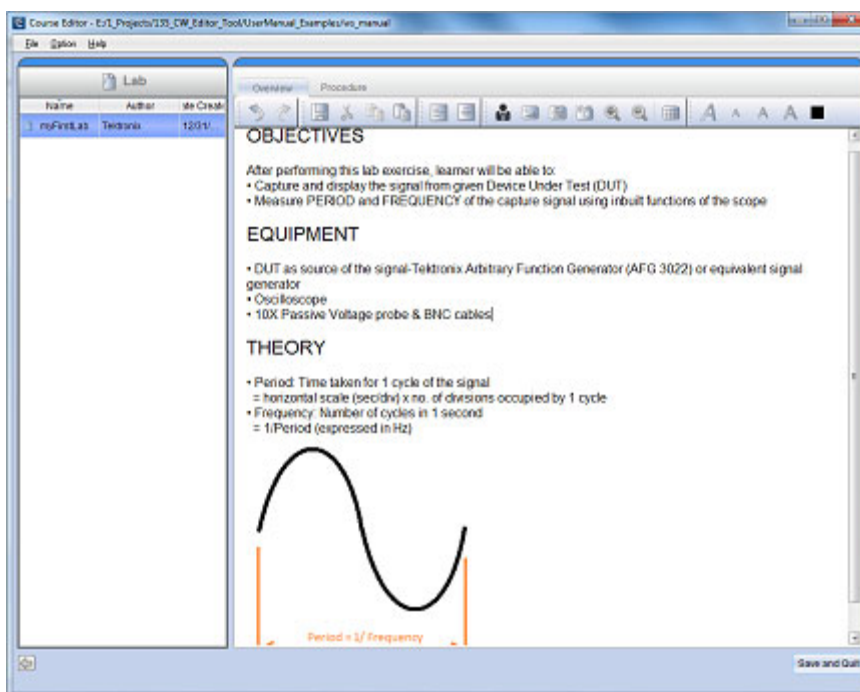 Course Editor - E:/1_Projects/133_CW_Editor_Tool/UserManual_Examples/ws_manual
File Option Help
Lab
Name Author te Create
myFirstLab Tektronix 12/31/
Overview Procedure
OBJECTIVES
After performing this lab exercise, learner will be able to:
• Capture and display the signal from given Device Under Test (DUT)
• Measure PERIOD and FREQUENCY of the capture signal using inbuilt functions of the scope
EQUIPMENT
• DUT as source of the signal-Tektronix Arbitrary Function Generator (AFG 3022) or equivalent signal
generator
• Oscilloscope
• 10X Passive Voltage probe & BNC cables
THEORY
• Period: Time taken for 1 cycle of the signal
= horizontal scale (sec/div) x no. of divisions occupied by 1 cycle
• Frequency: Number of cycles in 1 second
= 1/Period (expressed in Hz)
Period = 1/ Frequency
Save and Quit